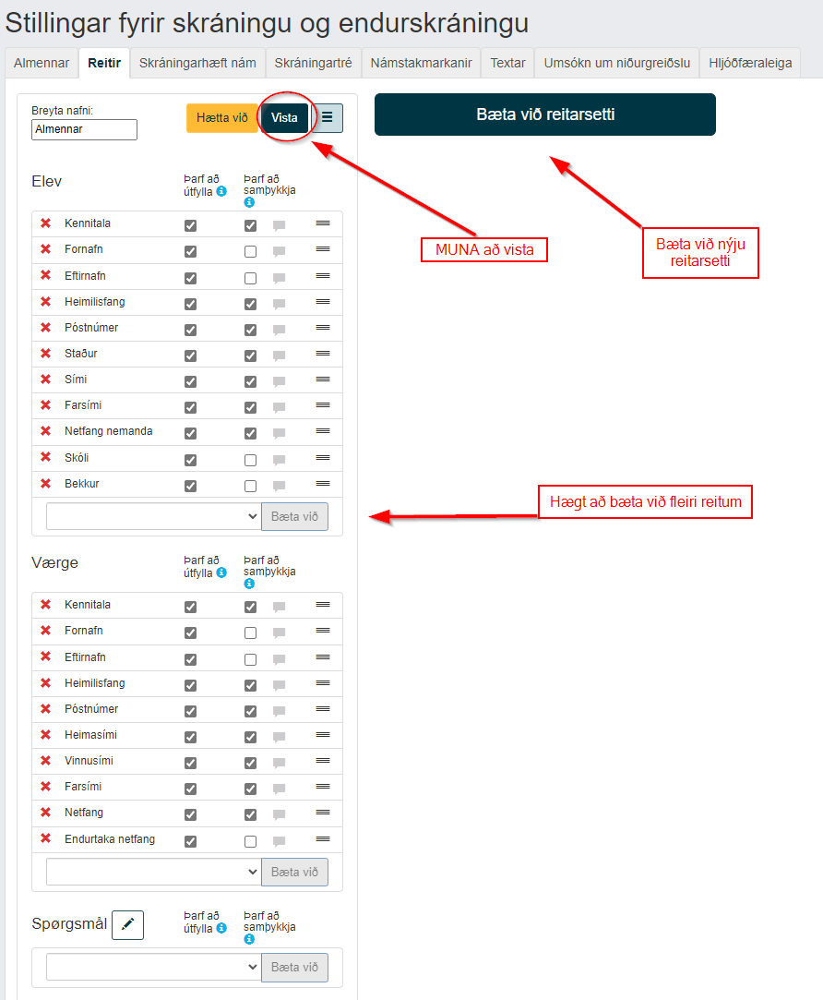 Stillingar fyrir skráningu og endurskráningu
Almennar Reitir Skráningarhæft nám Skráningartré Námstakmarkanir Textar Umsókn um niðurgreiðslu Hljóðfæraleiga
Breyta nafni:
Almennar
Hætta við Vista
Bæta við reitarsetti
MUNA að vista
Bæta við nýju
reitarsetti
Elev
Þarf að
útfylla
Þarf að
samþykkja
Kennitala
Fornafn
Eftirnafn
Heimilisfang
Póstnúmer
Staður
Sími
Farsími
Netfang nemanda
Skóli
Bekkur
Bæta við
Hægt að bæta við fleiri reitum
Værge
Þarf að
útfylla
Þarf að
samþykkja
Kennitala
Fornafn
Eftirnafn
Heimilisfang
Póstnúmer
Heimasími
Vinnusími
Farsími
Netfang
Endurtaka netfang
Bæta við
Spørgsmål
Þarf að
útfylla
Þarf að
samþykkja
Bæta við